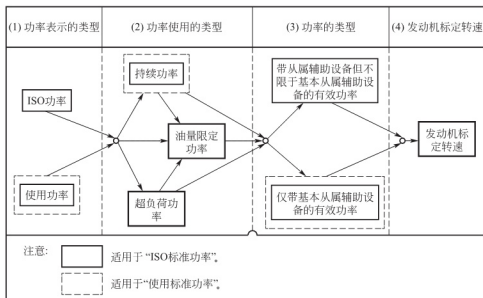 (1) 功率表示的类型
(2) 功率使用的类型
(3) 功率的类型
(4) 发动机标定转速
ISO功率
使用功率
持续功率
油量限定
功率
超负荷功
率
带从属辅助设备但不
限于基本从属辅助设
备的有效功率
仅带基本从属辅助设
备的有效功率
发动机标
定转速
注意:
适用于“ISO标准功率”。
适用于“使用标准功率”。